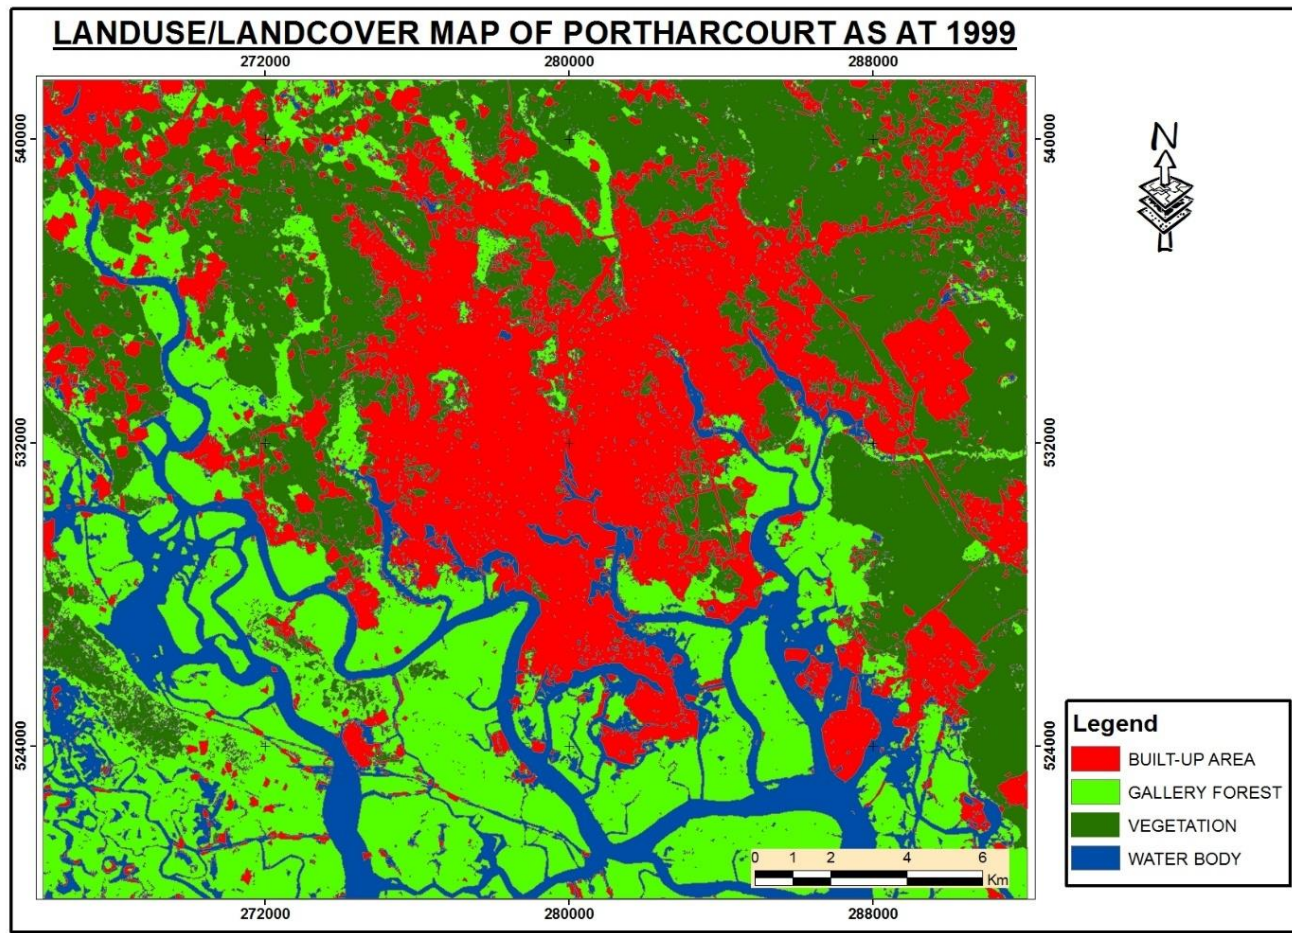 LANDUSE/LANDCOVER MAP OF PORTHARCOURT AS AT 1999
272000 280000 288000
N
540000 540000
532000 532000
524000 524000
Legend
BUILT-UP AREA
GALLERY FOREST
VEGETATION
WATER BODY
0 1 2 4 6
Km
272000 280000 288000